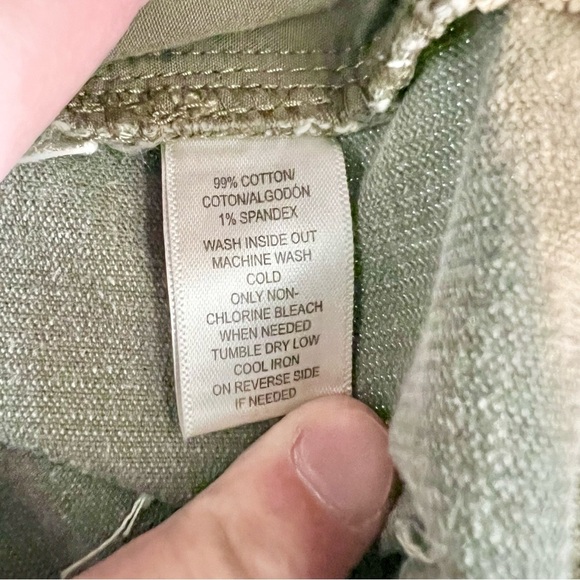 99% COTTON/
COTON/ALGODÓN
1% SPANDEX
WASH INSIDE OUT
MACHINE WASH
COLD
ONLY NON-
CHLORINE BLEACH
WHEN NEEDED
TUMBLE DRY LOW
COOL IRON
ON REVERSE SIDE
IF NEEDED